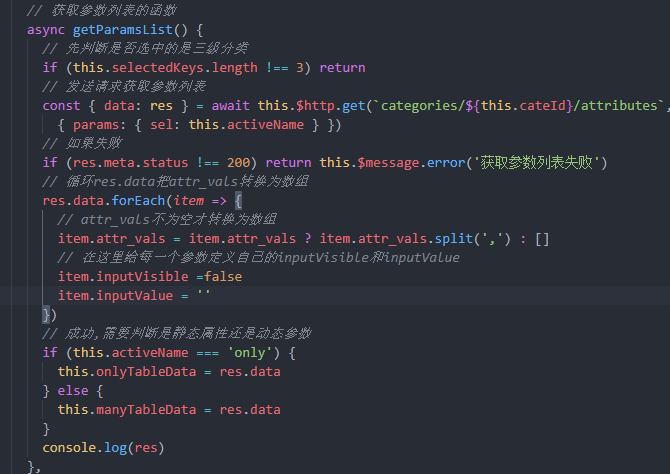 // 获取参数列表的函数
async getParamsList() {
// 先判断是否选中的是三级分类
if (this.selectedKeys.length !== 3) return
// 发送请求获取参数列表
const { data: res } = await this.$http.get(`categories/${this.cateId}/attributes`,
{ params: { sel: this.activeName } })
// 如果失败
if (res.meta.status !== 200) return this.$message.error('获取参数列表失败')
// 循环res.data把attr_vals转换为数组
res.data.forEach(item => {
// attr_vals不为空才转换为数组
item.attr_vals = item.attr_vals ? item.attr_vals.split(',') : []
// 在这里给每一个参数定义自己的inputVisible和inputValue
item.inputVisible =false
item.inputValue = ''
})
// 成功,需要判断是静态属性还是动态参数
if (this.activeName === 'only') {
this.onlyTableData = res.data
} else {
this.manyTableData = res.data
}
console.log(res)
},